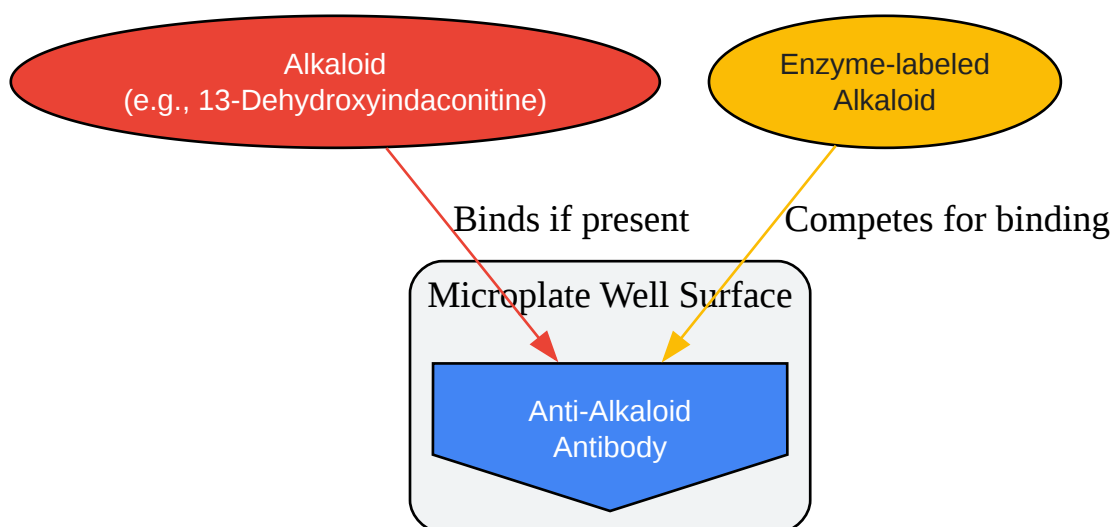 Alkaloid
(e.g., 13-Dehydroxyindaconitine)
Enzyme-labeled
Alkaloid
Binds if present
Competes for binding
Microplate Well Surface
Anti-Alkaloid
Antibody